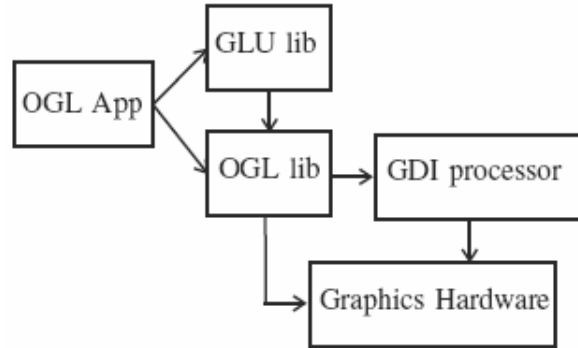 GLU lib
OGL App
OGL lib
GDI processor
Graphics Hardware